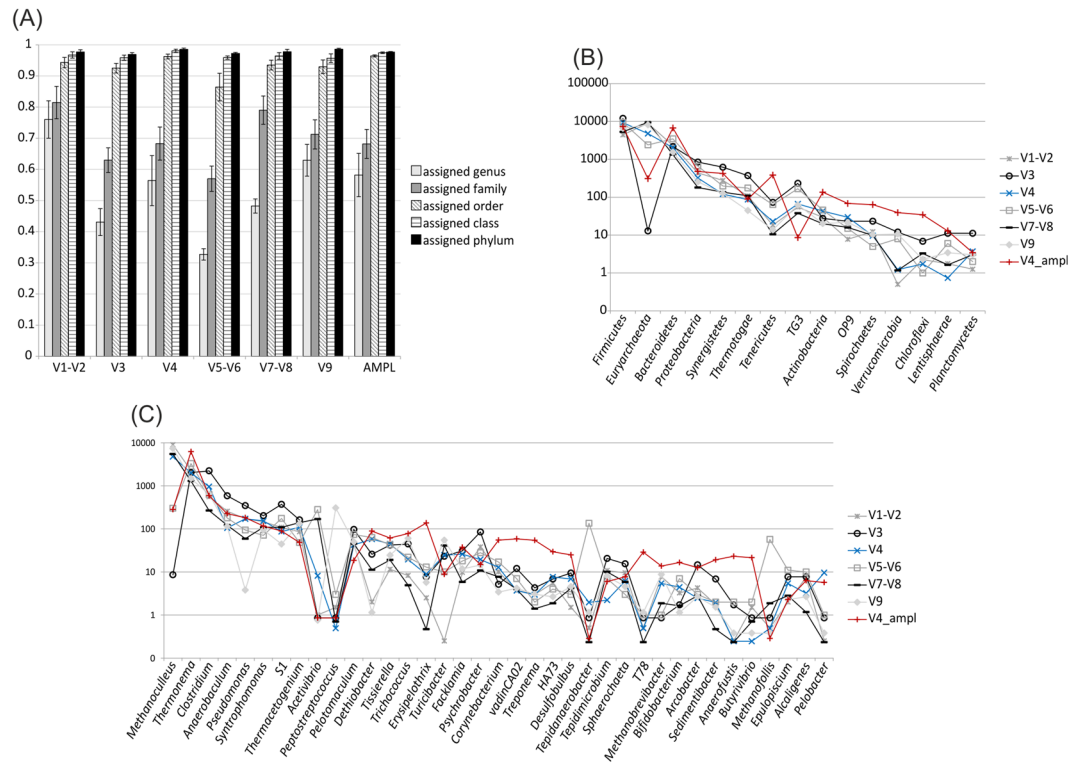 (A)
1
0.9
0.8
0.7
0.6
0.5
0.4
0.3
0.2
0.1
0
V1-V2
V3
V4
V5-V6
V7-V8
V9
AMPL
assigned genus
assigned family
assigned order
assigned class
assigned phylum
(B)
100000
10000
1000
100
10
1
0
Firmicutes
Euryarchaeota
Bacteroidetes
Proteobacteria
Synergistetes
Thermotogae
Tenericutes
TG3
Actinobacteria
OP9
Spirochaetes
Verrucomicrobia
Chloroflexi
Lentisphaerae
Planctomycetes
V1-V2
V3
V4
V5-V6
V7-V8
V9
V4_ampl
(C)
10000
1000
100
10
1
0
Methanoculleus
Thermonema
Clostridium
Anaerobaculum
Pseudomonas
Syntrophomonas
S1
Thermacetogenium
Acetivibrio
Peptostreptococcus
Pelotomaculum
Dethiobacter
Tissierella
Trichococcus
Erysipelothrix
Turicibacter
Facklamia
Psychrobacter
Corynebacterium
vadinCA02
Treponema
HA73
Desulfobulbus
Tepidanaerobacter
Tepidimicrobium
Sphaerochaeta
T78
Methanobrevibacter
Bifidobacterium
Arcobacter
Sedimentibacter
Anaerofustis
Butyrivibrio
Methanofollis
Epulopiscium
Alcaligenes
Pelobacter
V1-V2
V3
V4
V5-V6
V7-V8
V9
V4_ampl